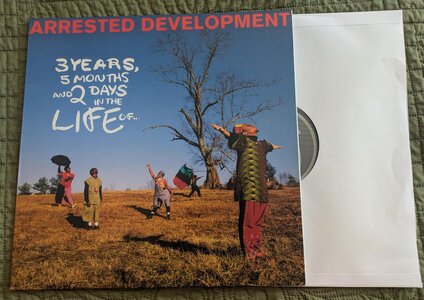 ARRESTED DEVELOPMENT
3 YEARS,
5 MONTHS
AND 2 DAYS
IN THE
LIFE OF..